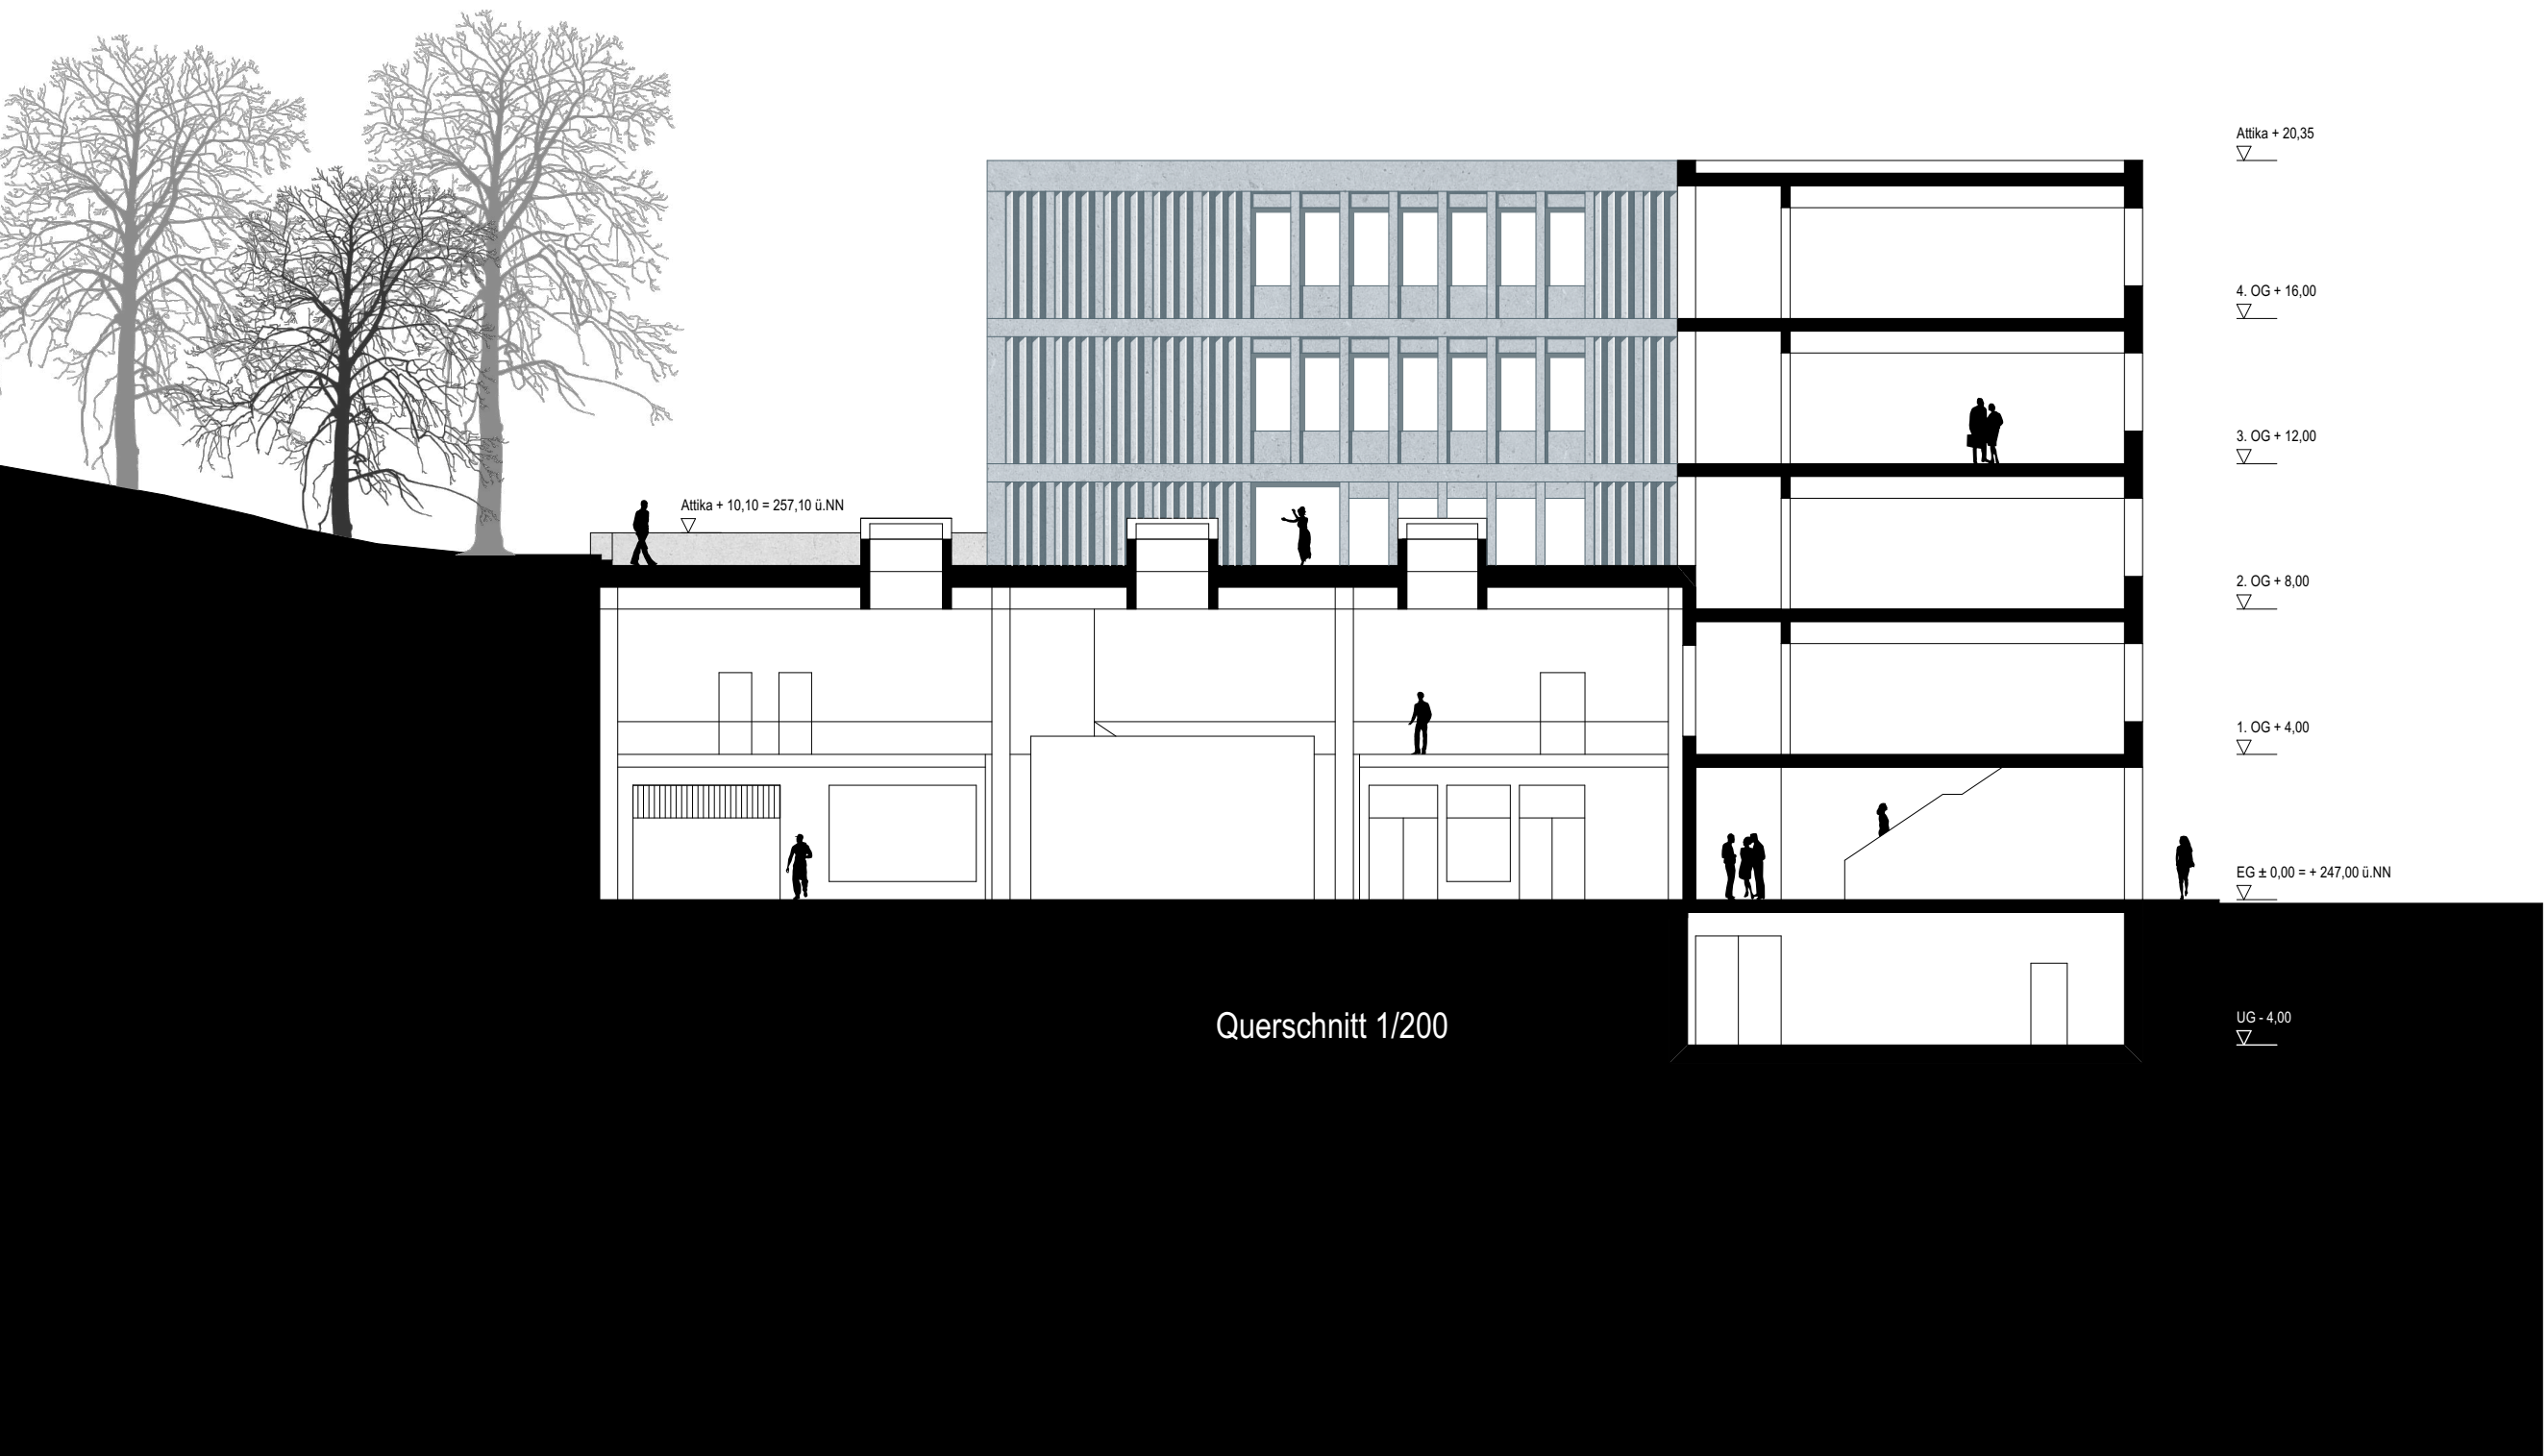 Attika + 20,35
4. OG + 16,00
3. OG + 12,00
Attika + 10,10 = 257,10 ü.NN
2. OG + 8,00
1. OG + 4,00
EG ± 0,00 = + 247,00 ü.NN
Querschnitt 1/200
UG - 4,00